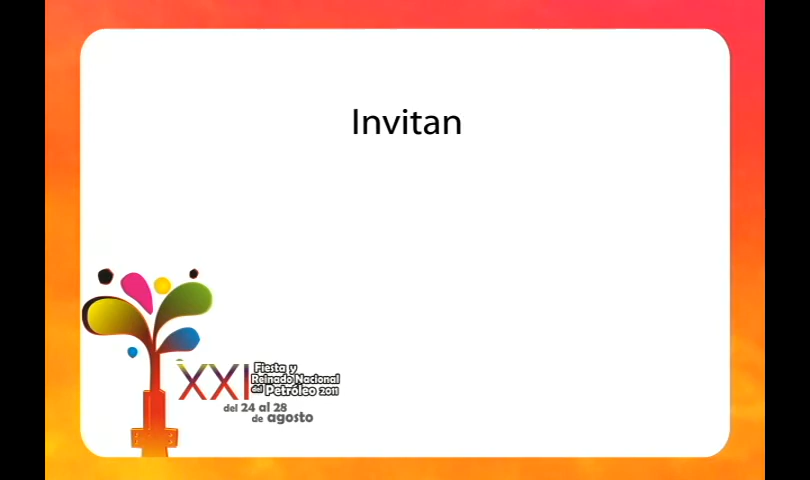 Invitan
XXI Fiesta y
Reinado Nacional
del Petróleo 2011
del 24 al 28
de agosto